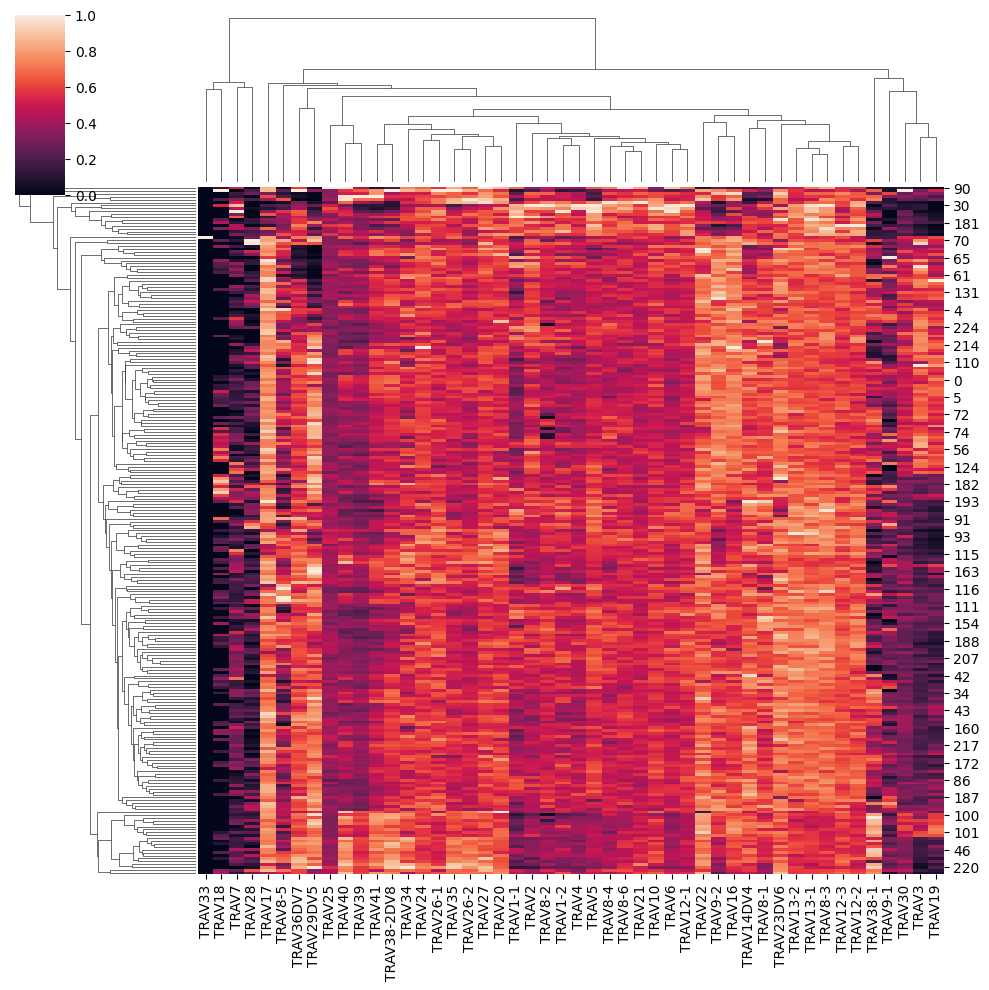 1.0
0.8
0.6
0.4
0.2
0.0
90
30
181
70
65
61
131
4
224
214
110
0
5
72
74
56
124
182
193
91
93
115
163
116
111
154
188
207
42
34
43
160
217
172
86
187
100
101
46
220
TRAV33
TRAV18
TRAV7
TRAV28
TRAV17
TRAV8-5
TRAV36DV7
TRAV29DV5
TRAV25
TRAV40
TRAV39
TRAV41
TRAV38-2DV8
TRAV34
TRAV24
TRAV26-1
TRAV35
TRAV26-2
TRAV27
TRAV20
TRAV1-1
TRAV2
TRAV8-2
TRAV1-2
TRAV4
TRAV5
TRAV8-4
TRAV8-6
TRAV21
TRAV10
TRAV6
TRAV12-1
TRAV22
TRAV9-2
TRAV16
TRAV14DV4
TRAV8-1
TRAV23DV6
TRAV13-2
TRAV13-1
TRAV8-3
TRAV12-3
TRAV12-2
TRAV38-1
TRAV9-1
TRAV30
TRAV3
TRAV19